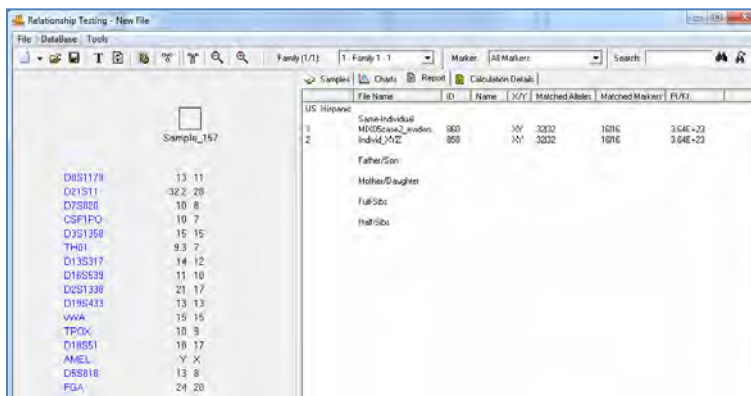 Relationship Testing - New File
File DataBase Tools
Family (1/1): 1 - Family 1 - 1 Marker: All Markers Search:
Samples Charts Report Calculation Details
File Name ID Name X/Y Matched Alleles Matched Markers PI/KI
US Hispanic
Same-Individual
1 MIX05case2_eviden. 860 XY 32/32 16/16 3.64E+23
2 Individ_XYZ 850 XY 32/32 16/16 3.64E+23
Father/Son
Mother/Daughter
Full-Sibs
Half-Sibs
Sample_157
D8S1179 13 11
D21S11 32.2 28
D7S820 10 8
CSF1PO 10 7
D3S1358 15 15
TH01 9.3 7
D13S317 14 12
D16S539 11 10
D2S1338 21 17
D19S433 13 13
vWA 15 15
TPOX 10 9
D18S51 18 17
AMEL Y X
D5S818 13 8
FGA 24 20